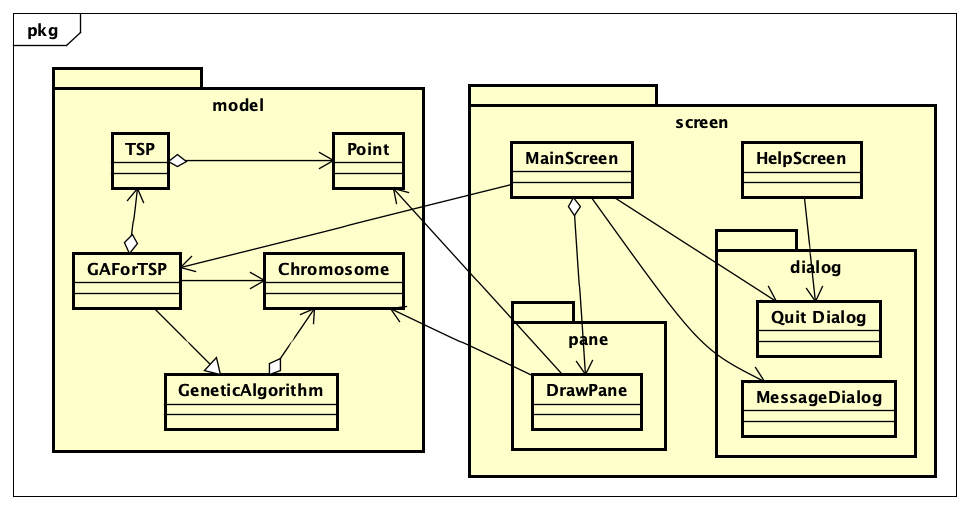 pkg
model
TSP
Point
GAForTSP
Chromosome
GeneticAlgorithm
screen
MainScreen
HelpScreen
dialog
Quit Dialog
MessageDialog
pane
DrawPane